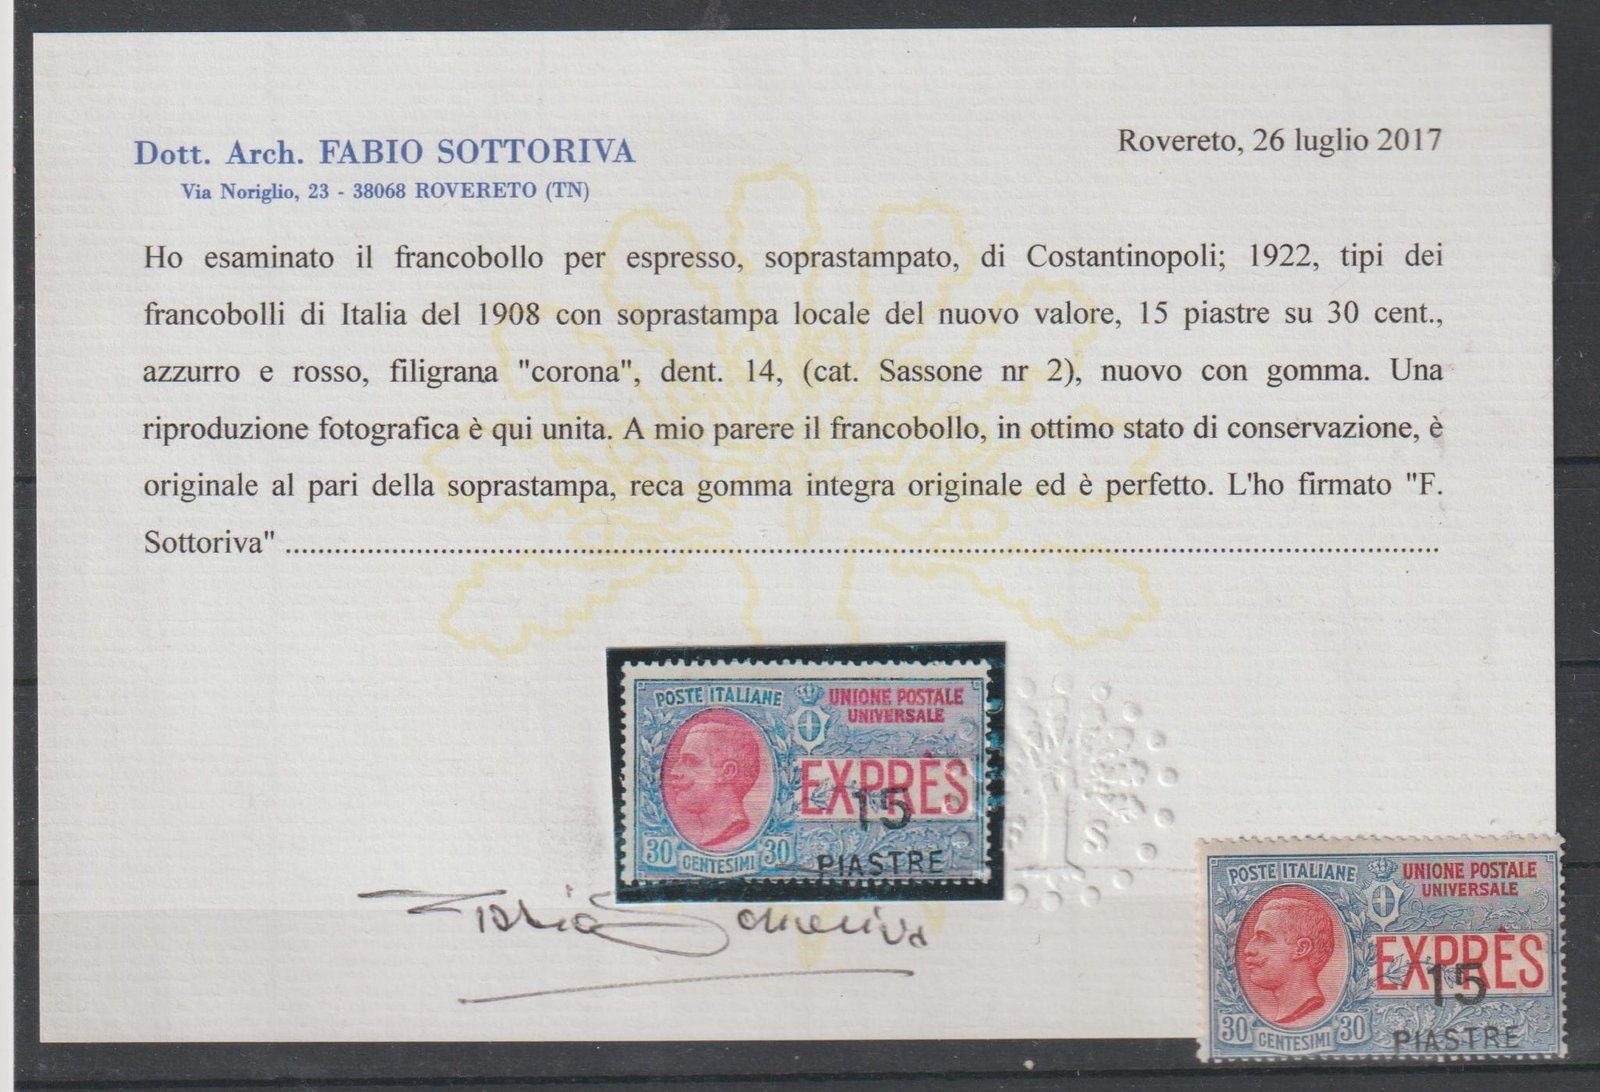 Dott. Arch. FABIO SOTTORIVA
Via Noriglio, 23 - 38068 ROVERETO (TN)
Rovereto, 26 luglio 2017
Ho esaminato il francobollo per espresso, soprastampato, di Costantinopoli; 1922, tipi dei
francobolli di Italia del 1908 con soprastampa locale del nuovo valore, 15 piastre su 30 cent.,
azzurro e rosso, filigrana "corona", dent. 14, (cat. Sassone nr 2), nuovo con gomma. Una
riproduzione fotografica è qui unita. A mio parere il francobollo, in ottimo stato di conservazione, è
originale al pari della soprastampa, reca gomma integra originale ed è perfetto. L'ho firmato "F.
Sottoriva" ........................................................................................................................................
POSTE ITALIANE
UNIONE POSTALE
UNIVERSALE
EXPRÈS
15
30 CENTESIMI 30
PIASTRE
Fabio Sottoriva
POSTE ITALIANE
UNIONE POSTALE
UNIVERSALE
EXPRÈS
15
30 CENTESIMI 30
PIASTRE